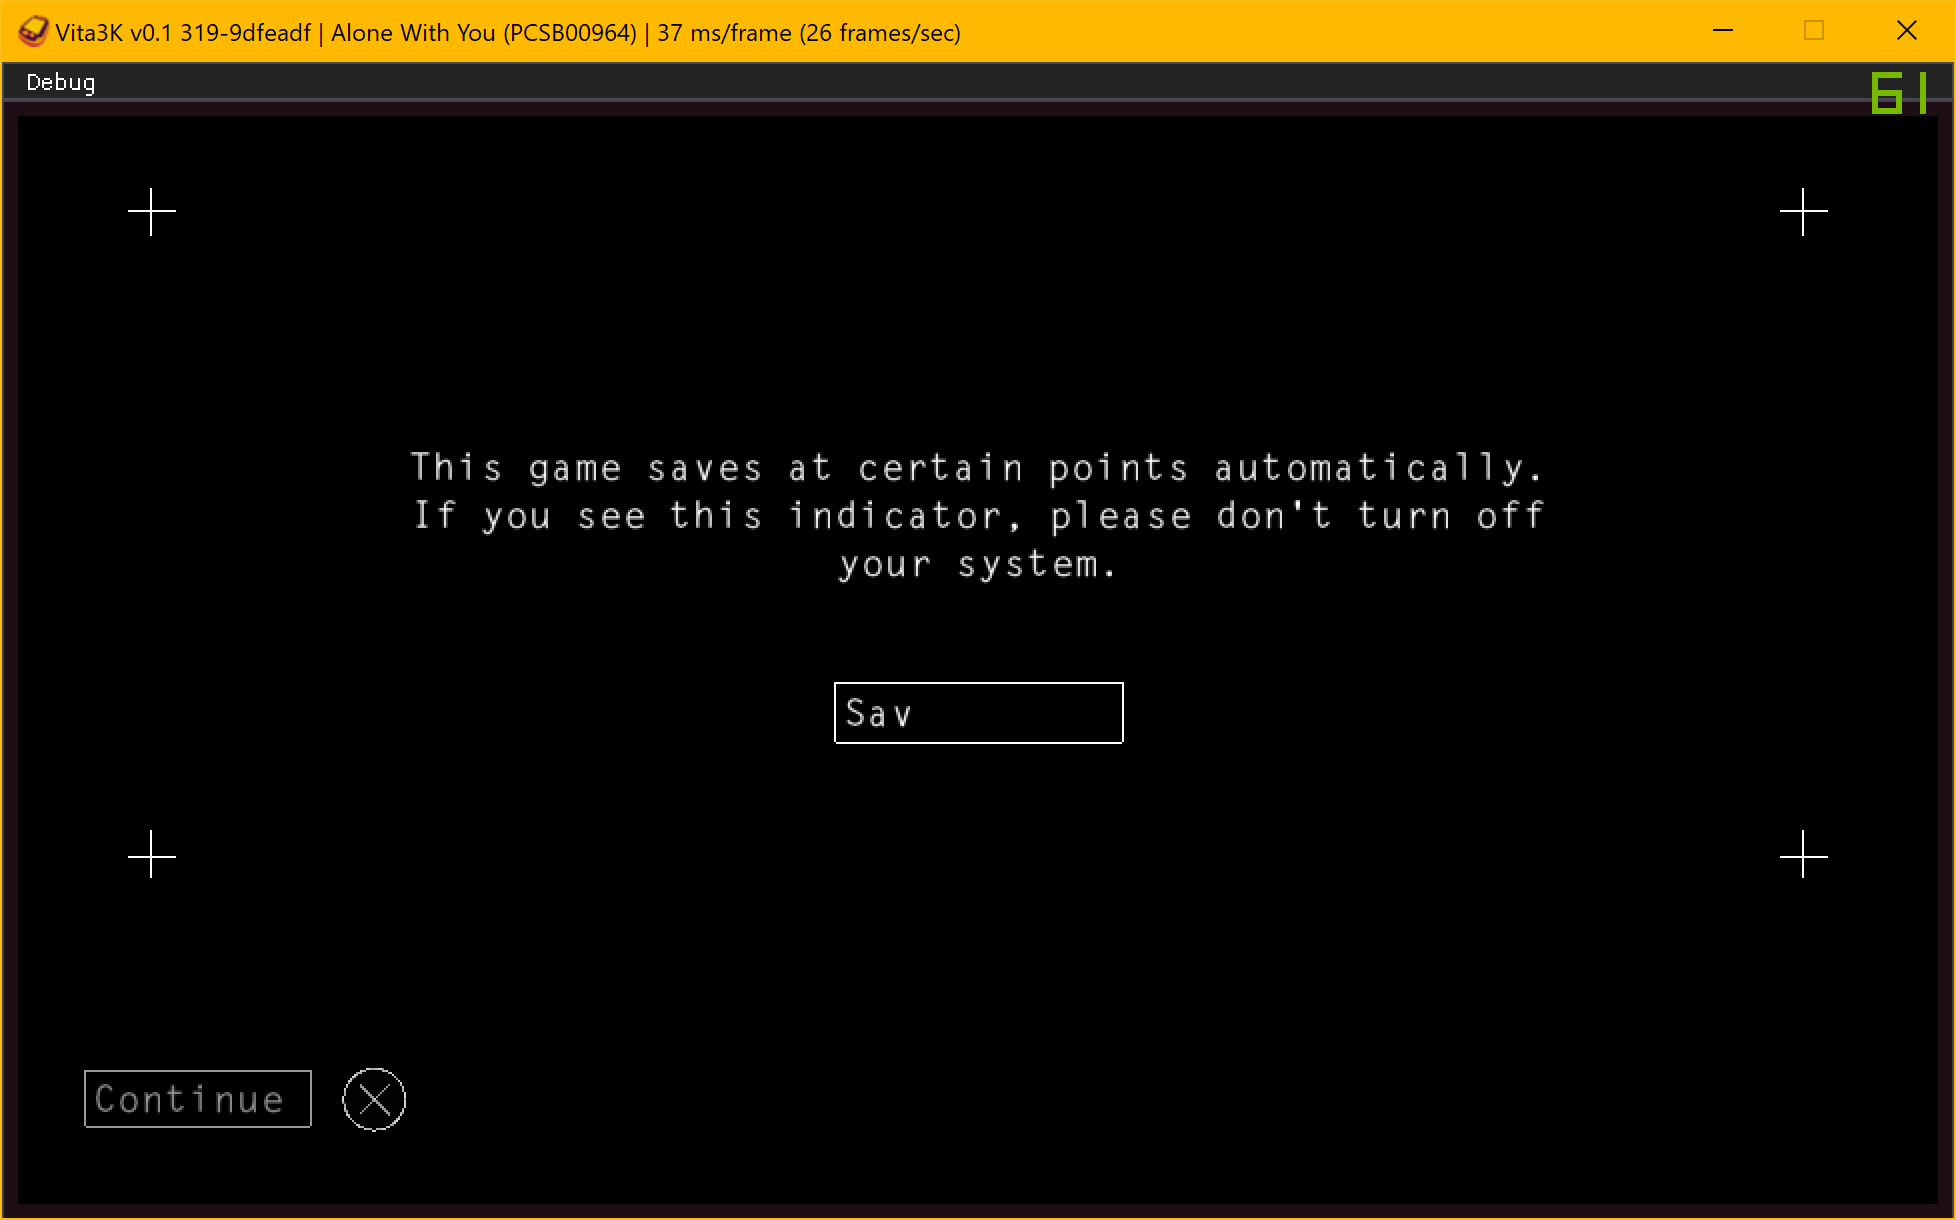 Vita3K v0.1 319-9dfeadf | Alone With You (PCSB00964) | 37 ms/frame (26 frames/sec)
Debug
61
This game saves at certain points automatically.
If you see this indicator, please don't turn off
your system.
Sav
Continue